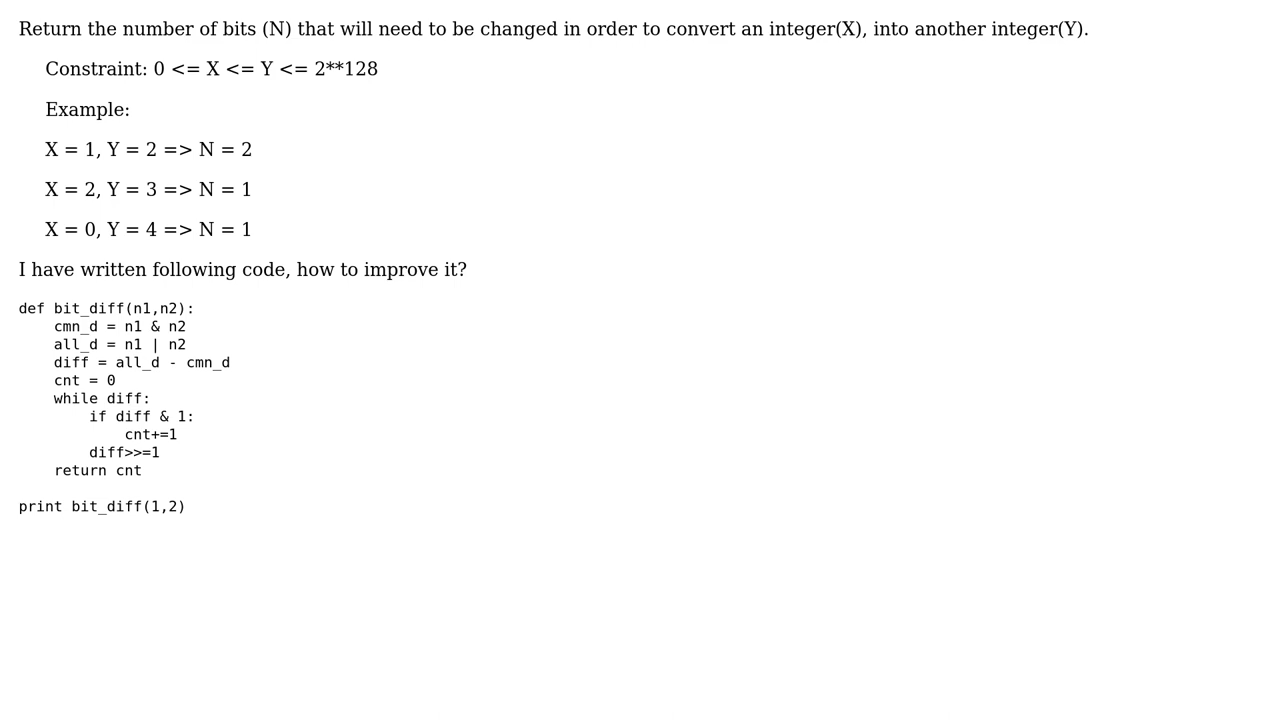 Return the number of bits (N) that will need to be changed in order to convert an integer(X), into another integer(Y).
Constraint: 0 <= X <= Y <= 2**128
Example:
X = 1, Y = 2 => N = 2
X = 2, Y = 3 => N = 1
X = 0, Y = 4 => N = 1
I have written following code, how to improve it?
def bit_diff(n1,n2):
    cmn_d = n1 & n2
    all_d = n1 | n2
    diff = all_d - cmn_d
    cnt = 0
    while diff:
        if diff & 1:
            cnt+=1
        diff>>=1
    return cnt
print bit_diff(1,2)